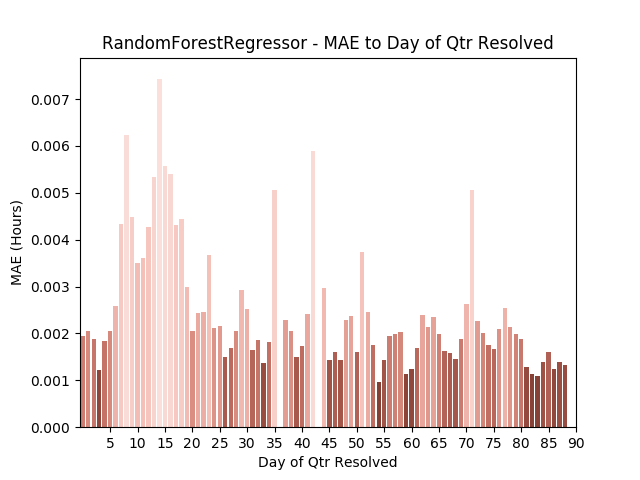 RandomForestRegressor - MAE to Day of Qtr Resolved
0.007
0.006
0.005
0.004
0.003
0.002
0.001
0.000
MAE (Hours)
5 10 15 20 25 30 35 40 45 50 55 60 65 70 75 80 85 90
Day of Qtr Resolved